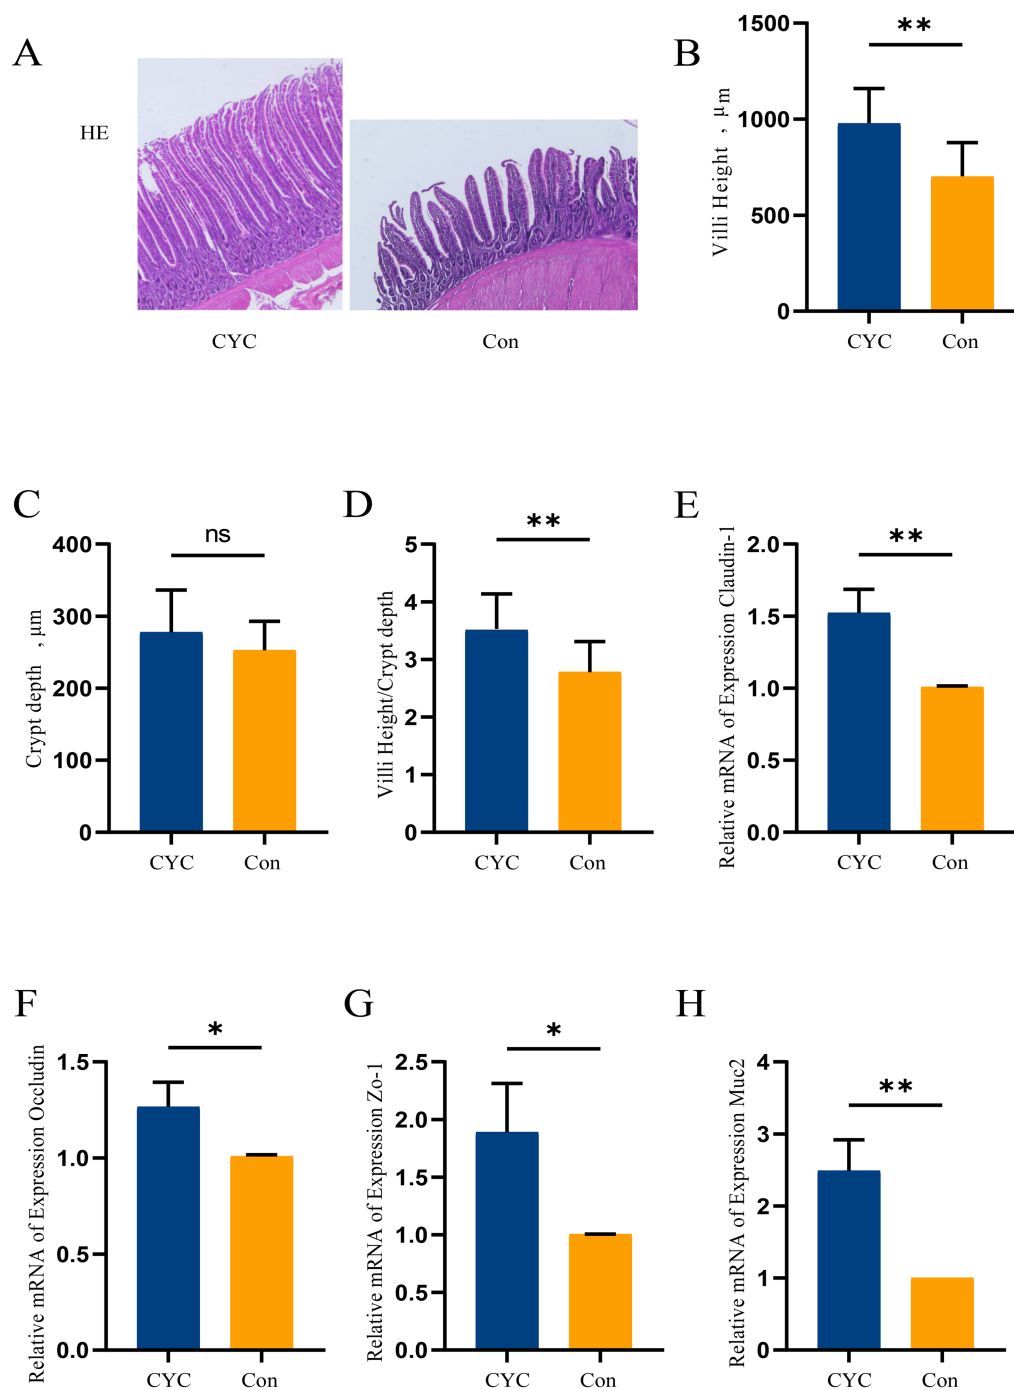 A
HE
CYC
Con
B
Villi Height , μm
1500
1000
500
0
**
CYC
Con
C
Crypt depth , μm
400
300
200
100
0
ns
CYC
Con
D
Villi Height/Crypt depth
5
4
3
2
1
0
**
CYC
Con
E
Relative mRNA of Expression Claudin-1
2.0
1.5
1.0
0.5
0.0
**
CYC
Con
F
Relative mRNA of Expression Occludin
1.5
1.0
0.5
0.0
*
CYC
Con
G
Relative mRNA of Expression Zo-1
2.5
2.0
1.5
1.0
0.5
0.0
*
CYC
Con
H
Relative mRNA of Expression Muc2
4
3
2
1
0
**
CYC
Con